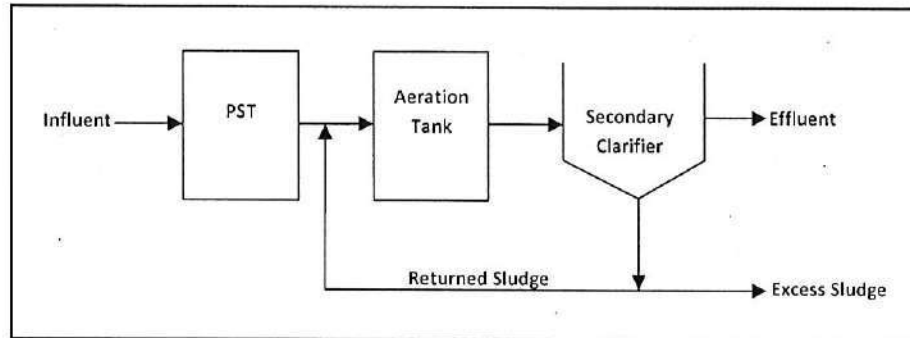 Influent
PST
Aeration
Tank
Secondary
Clarifier
Effluent
Returned Sludge
Excess Sludge